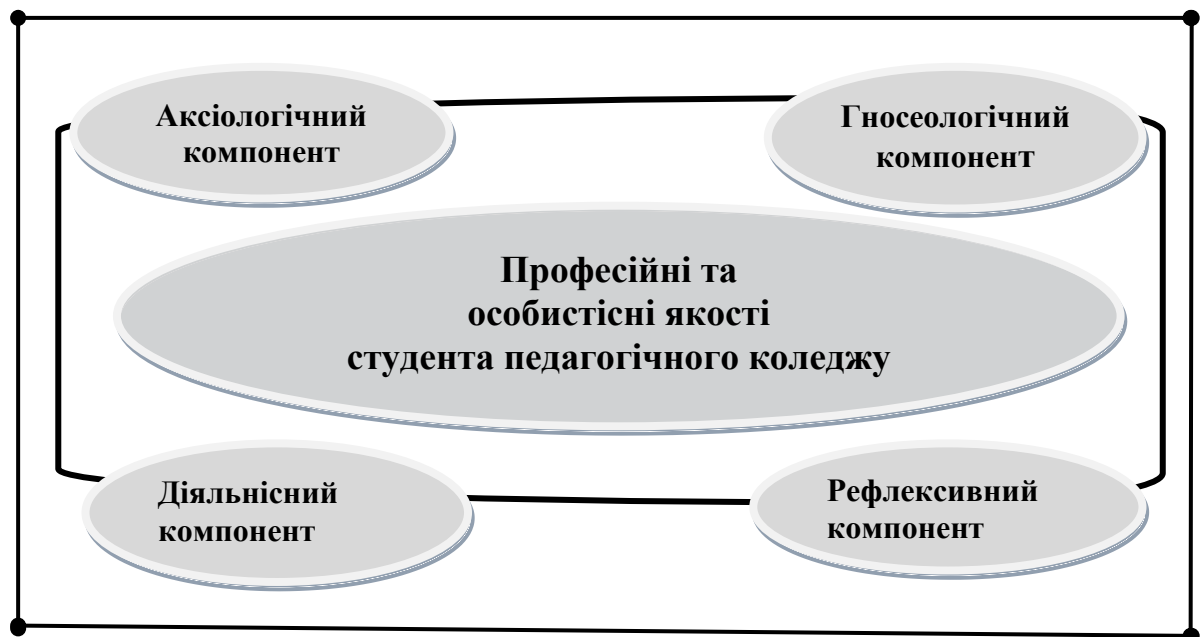 Аксіологічний
компонент
Гносеологічний
компонент
Професійні та
особистісні якості
студента педагогічного коледжу
Діяльнісний
компонент
Рефлексивний
компонент